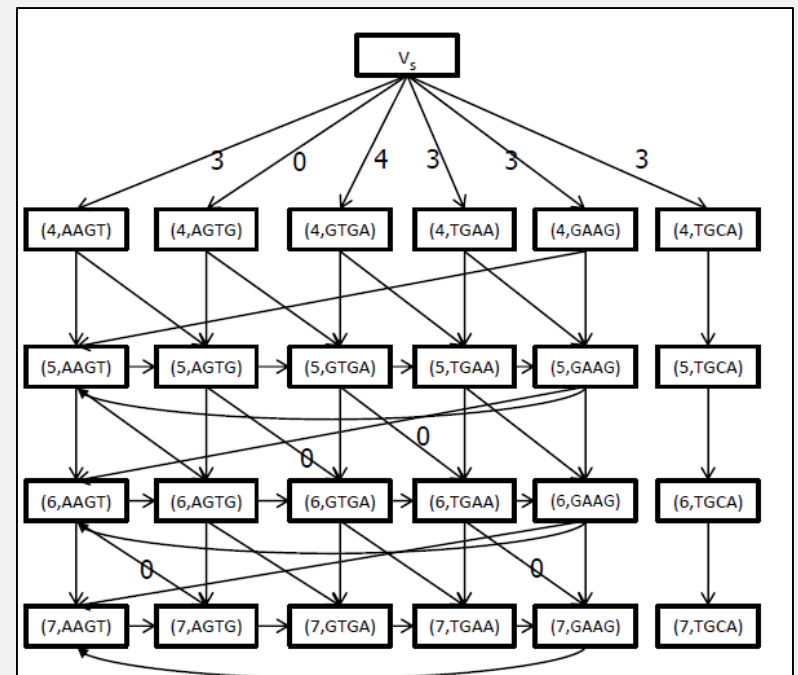 Vs
3 0 4 3 3 3
(4,AAGT) (4,AGTG) (4,GTGA) (4,TGAA) (4,GAAG) (4,TGCA)
(5,AAGT) (5,AGTG) (5,GTGA) (5,TGAA) (5,GAAG) (5,TGCA)
0
0
(6,AAGT) (6,AGTG) (6,GTGA) (6,TGAA) (6,GAAG) (6,TGCA)
0 0
(7,AAGT) (7,AGTG) (7,GTGA) (7,TGAA) (7,GAAG) (7,TGCA)